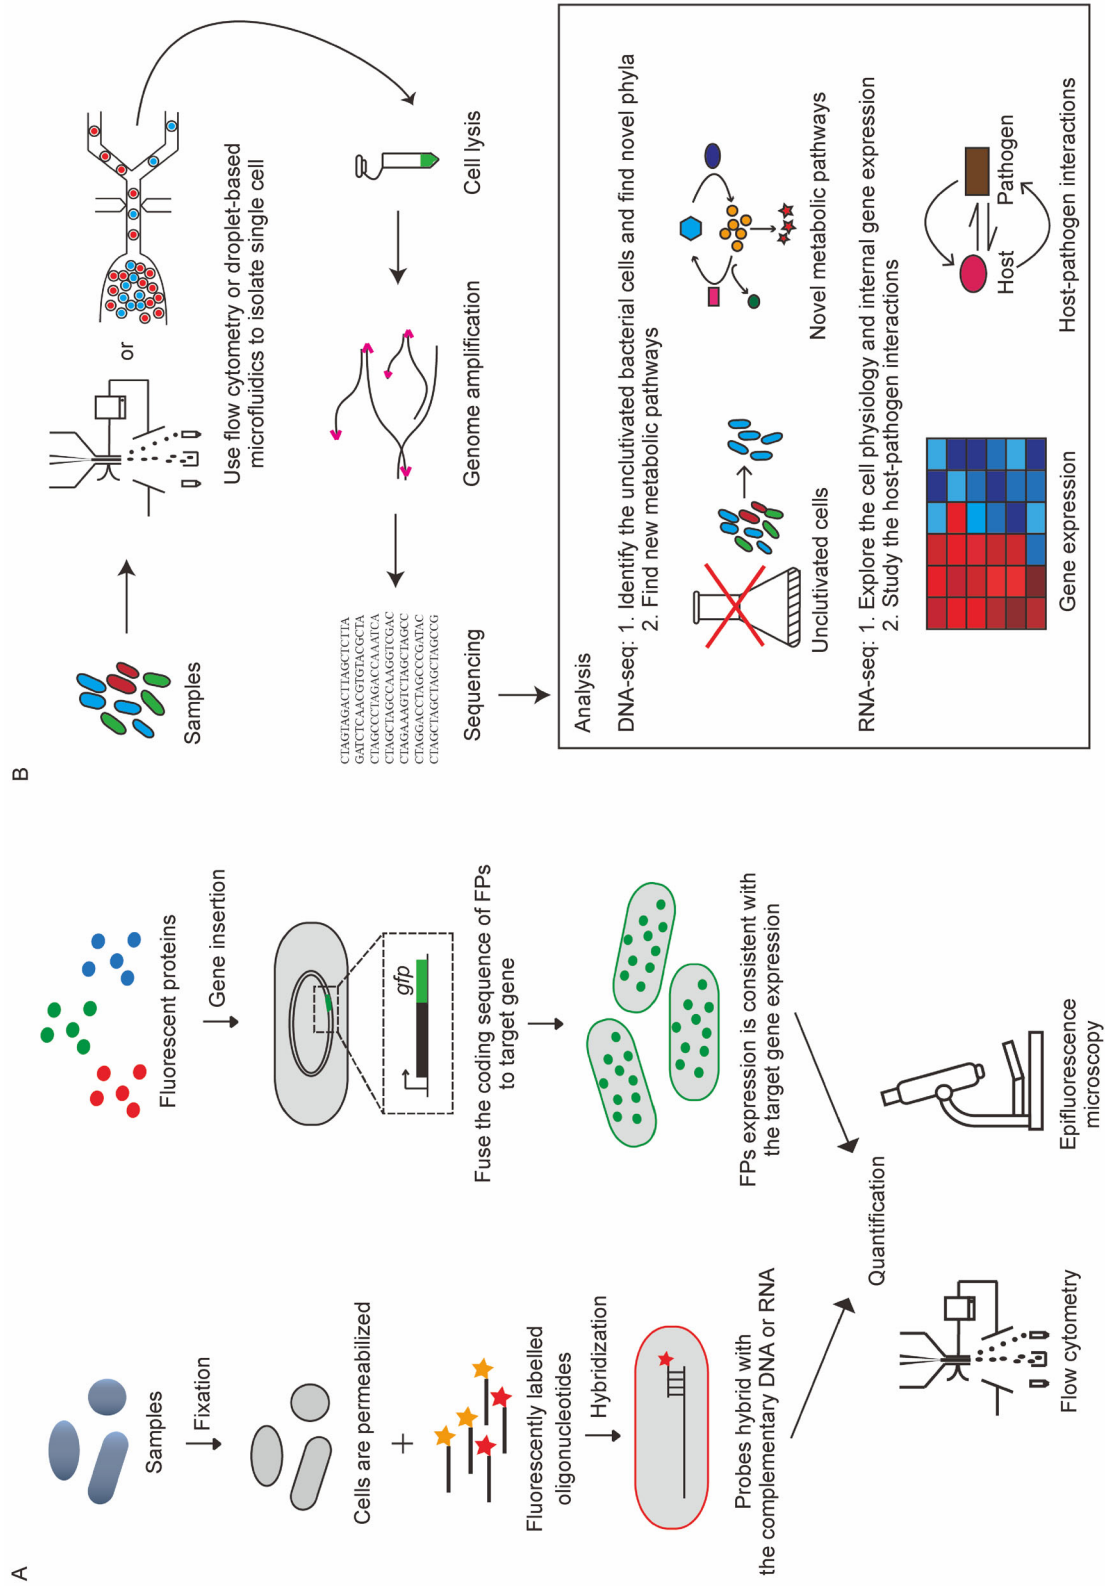 A
Samples
Fixation
Cells are permeabilized
+
Fluorescently labelled
oligonucleotides
Hybridization
Probes hybrid with
the complementary DNA or RNA
Fluorescent proteins
Gene insertion
gfp
Fuse the coding sequence of FPs
to target gene
FPs expression is consistent with
the target gene expression
Quantification
Flow cytometry
Epifluorescence
microscopy
B
Samples
or
Use flow cytometry or droplet-based
microfluidics to isolate single cell
Cell lysis
Genome amplification
CTAGTAGACTTAGCTCTTA
GATCTCAACGTGTACGCTA
CTAGCCCTAGACCAAATCA
CTAGCTAGCCAAGGTCGAC
CTAGAAAGTCTAGCTAGCC
CTAGGACCTAGCCCGATAC
CTAGCTAGCTAGCTAGCCG
Sequencing
Analysis
DNA-seq: 1. Identify the unclutivated bacterial cells and find novel phyla
2. Find new metabolic pathways
Unclutivated cells
Novel metabolic pathways
RNA-seq: 1. Explore the cell physiology and internal gene expression
2. Study the host-pathogen interactions
Gene expression
Host
Pathogen
Host-pathogen interactions